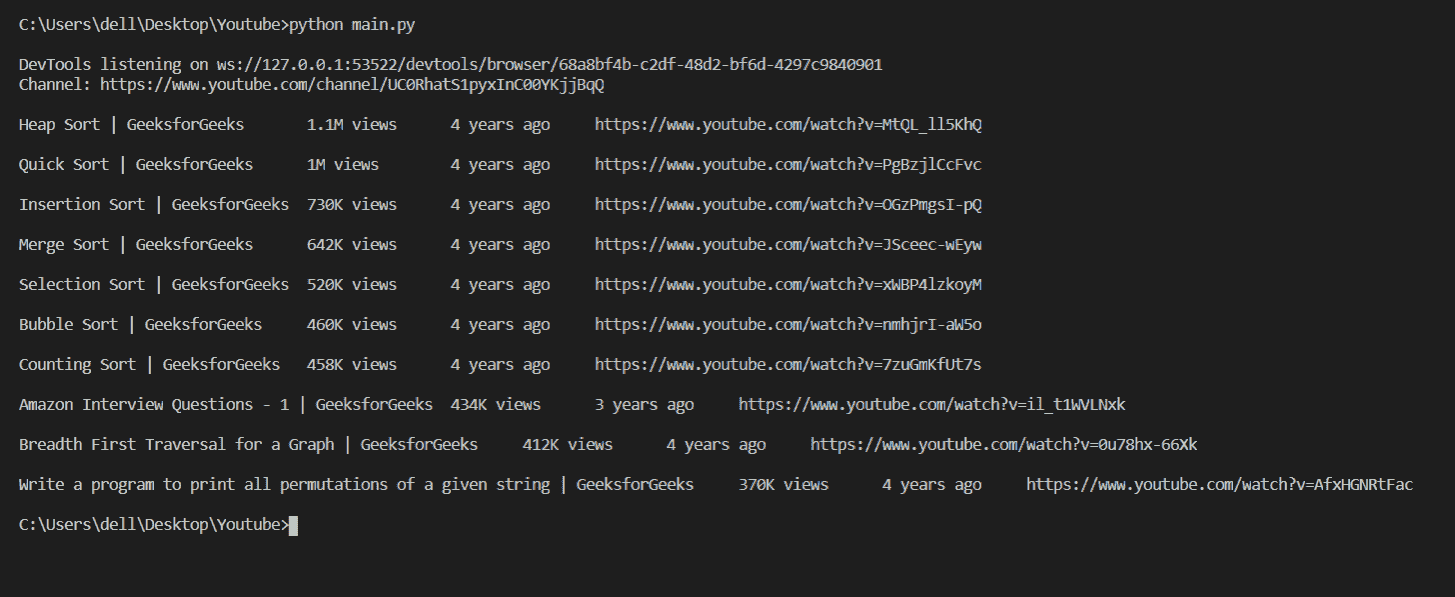 C:\Users\dell\Desktop\Youtube>python main.py
DevTools listening on ws://127.0.0.1:53522/devtools/browser/68a8bf4b-c2df-48d2-bf6d-4297c9840901
Channel: https://www.youtube.com/channel/UC0RhatS1pyxInC00YKjjBqQ
Heap Sort | GeeksforGeeks 1.1M views 4 years ago https://www.youtube.com/watch?v=MtQL_ll5KhQ
Quick Sort | GeeksforGeeks 1M views 4 years ago https://www.youtube.com/watch?v=PgBzjlCcFvc
Insertion Sort | GeeksforGeeks 730K views 4 years ago https://www.youtube.com/watch?v=OGzPmgsI-pQ
Merge Sort | GeeksforGeeks 642K views 4 years ago https://www.youtube.com/watch?v=JSceec-wEyw
Selection Sort | GeeksforGeeks 520K views 4 years ago https://www.youtube.com/watch?v=xWBP4lzkoyM
Bubble Sort | GeeksforGeeks 460K views 4 years ago https://www.youtube.com/watch?v=nmhjrI-aW5o
Counting Sort | GeeksforGeeks 458K views 4 years ago https://www.youtube.com/watch?v=7zuGmKfUt7s
Amazon Interview Questions - 1 | GeeksforGeeks 434K views 3 years ago https://www.youtube.com/watch?v=il_t1WVLNxk
Breadth First Traversal for a Graph | GeeksforGeeks 412K views 4 years ago https://www.youtube.com/watch?v=0u78hx-66Xk
Write a program to print all permutations of a given string | GeeksforGeeks 370K views 4 years ago https://www.youtube.com/watch?v=AfxHGNRtFac
C:\Users\dell\Desktop\Youtube>